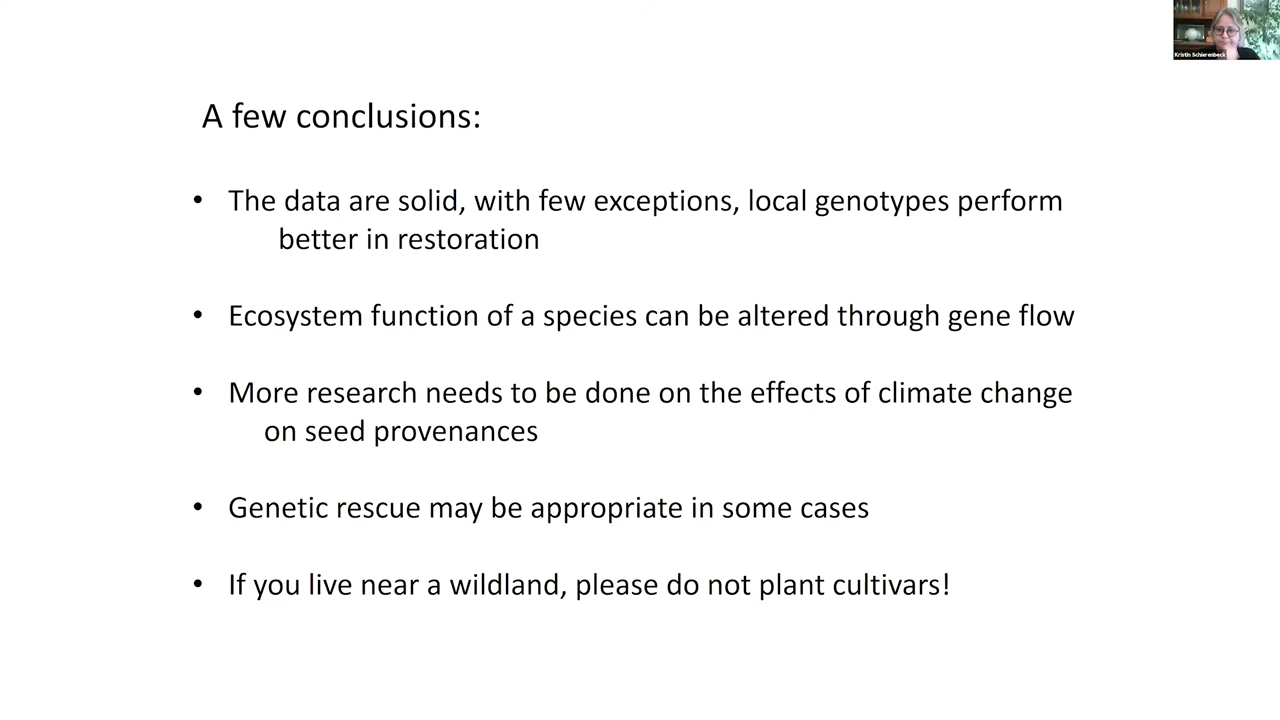 Kristin Schierenbeck
A few conclusions:
• The data are solid, with few exceptions, local genotypes perform
better in restoration
• Ecosystem function of a species can be altered through gene flow
• More research needs to be done on the effects of climate change
on seed provenances
• Genetic rescue may be appropriate in some cases
• If you live near a wildland, please do not plant cultivars!